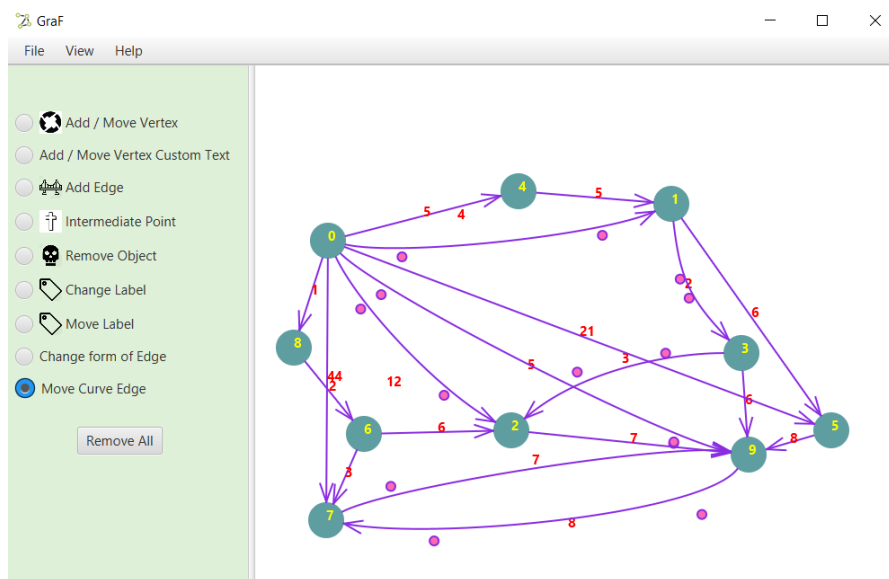 GraF
File View Help
Add / Move Vertex
Add / Move Vertex Custom Text
Add Edge
Intermediate Point
Remove Object
Change Label
Move Label
Change form of Edge
Move Curve Edge
Remove All
4
5
1
5
4
0
2
1
6
21
8
3
3
5
44
12
2
6
6
2
5
6
7
8
9
7
3
7
8